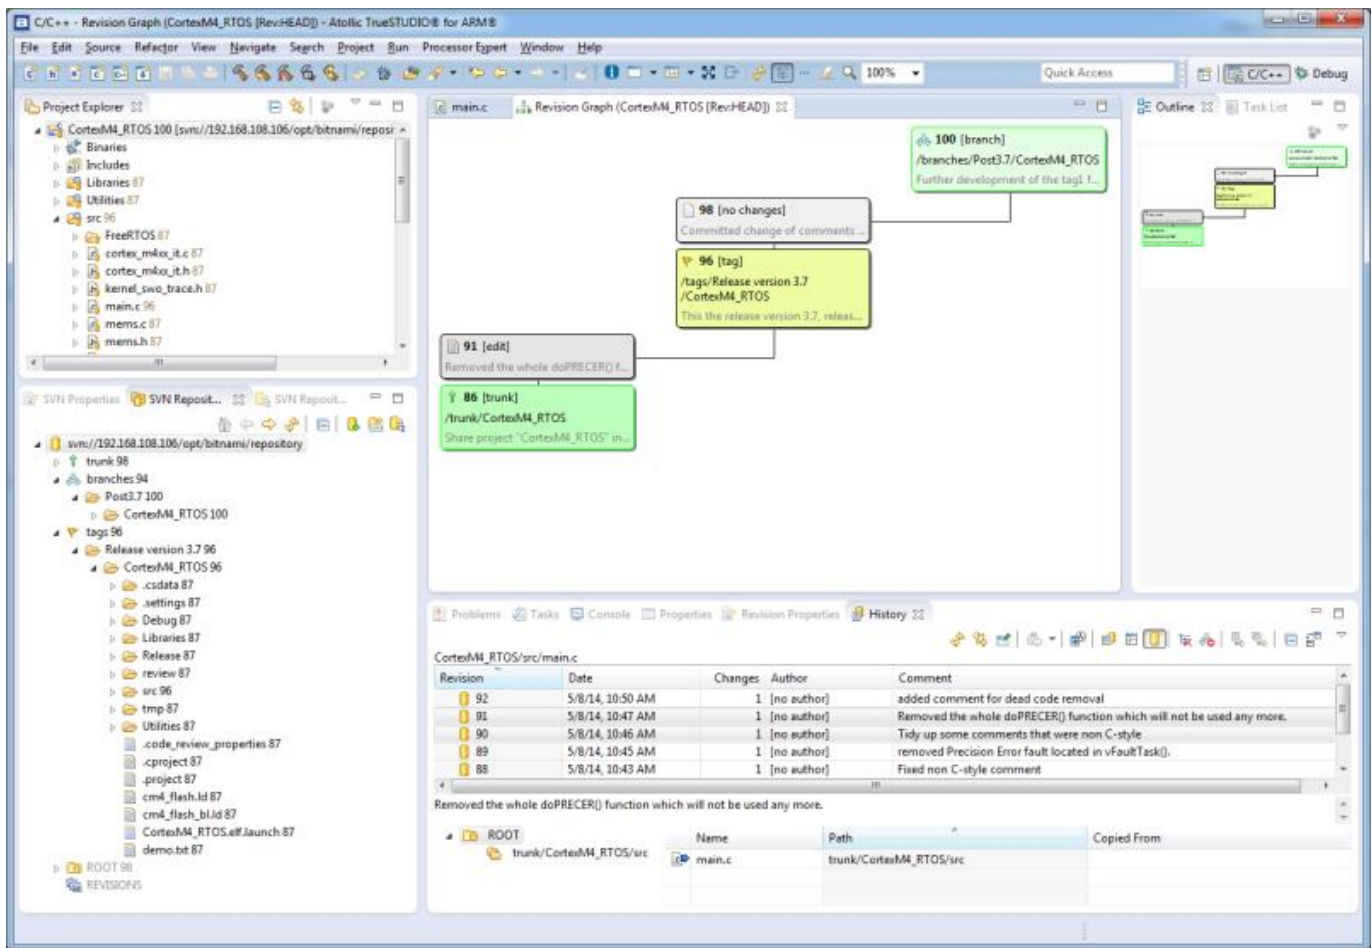 C/C++ - Revision Graph (CortexM4_RTOS [Rev:HEAD]) - Atollic TrueSTUDIO® for ARM®
File Edit Source Refactor View Navigate Search Project Run Processor Expert Window Help
100%
Quick Access
C/C++
Debug
Project Explorer
CortexM4_RTOS 100 [svn://192.168.108.106/opt/bitnami/reposi
Binaries
Includes
Libraries 87
Utilities 87
src 96
FreeRTOS 87
cortex_m4xx_it.c 87
cortex_m4xx_it.h 87
kernel_swo_trace.h 87
main.c 96
mems.c 87
mems.h 87
SVN Properties SVN Reposit... SVN Reposit...
svn://192.168.108.106/opt/bitnami/repository
trunk 98
branches 94
Post3.7 100
CortexM4_RTOS 100
tags 96
Release version 3.7 96
CortexM4_RTOS 96
.csdata 87
.settings 87
Debug 87
Libraries 87
Release 87
review 87
src 96
tmp 87
Utilities 87
.code_review_properties 87
.cproject 87
.project 87
cm4_flash.ld 87
cm4_flash_bl.ld 87
CortexM4_RTOS.elf.launch 87
demo.txt 87
ROOT 98
REVISIONS
main.c Revision Graph (CortexM4_RTOS [Rev:HEAD])
100 [branch]
/branches/Post3.7/CortexM4_RTOS
Further development of the tag1 f...
98 [no changes]
Committed change of comments ...
96 [tag]
/tags/Release version 3.7
/CortexM4_RTOS
This the release version 3.7, releas...
91 [edit]
Removed the whole doPRECER() f...
86 [trunk]
/trunk/CortexM4_RTOS
Share project "CortexM4_RTOS" in...
Outline Task List
Problems Tasks Console Properties Revision Properties History
CortexM4_RTOS/src/main.c
Revision Date Changes Author Comment
92 5/8/14, 10:50 AM 1 [no author] added comment for dead code removal
91 5/8/14, 10:47 AM 1 [no author] Removed the whole doPRECER() function which will not be used any more.
90 5/8/14, 10:46 AM 1 [no author] Tidy up some comments that were non C-style
89 5/8/14, 10:45 AM 1 [no author] removed Precision Error fault located in vFaultTask().
88 5/8/14, 10:43 AM 1 [no author] Fixed non C-style comment
Removed the whole doPRECER() function which will not be used any more.
ROOT
trunk/CortexM4_RTOS/src
Name Path Copied From
main.c trunk/CortexM4_RTOS/src